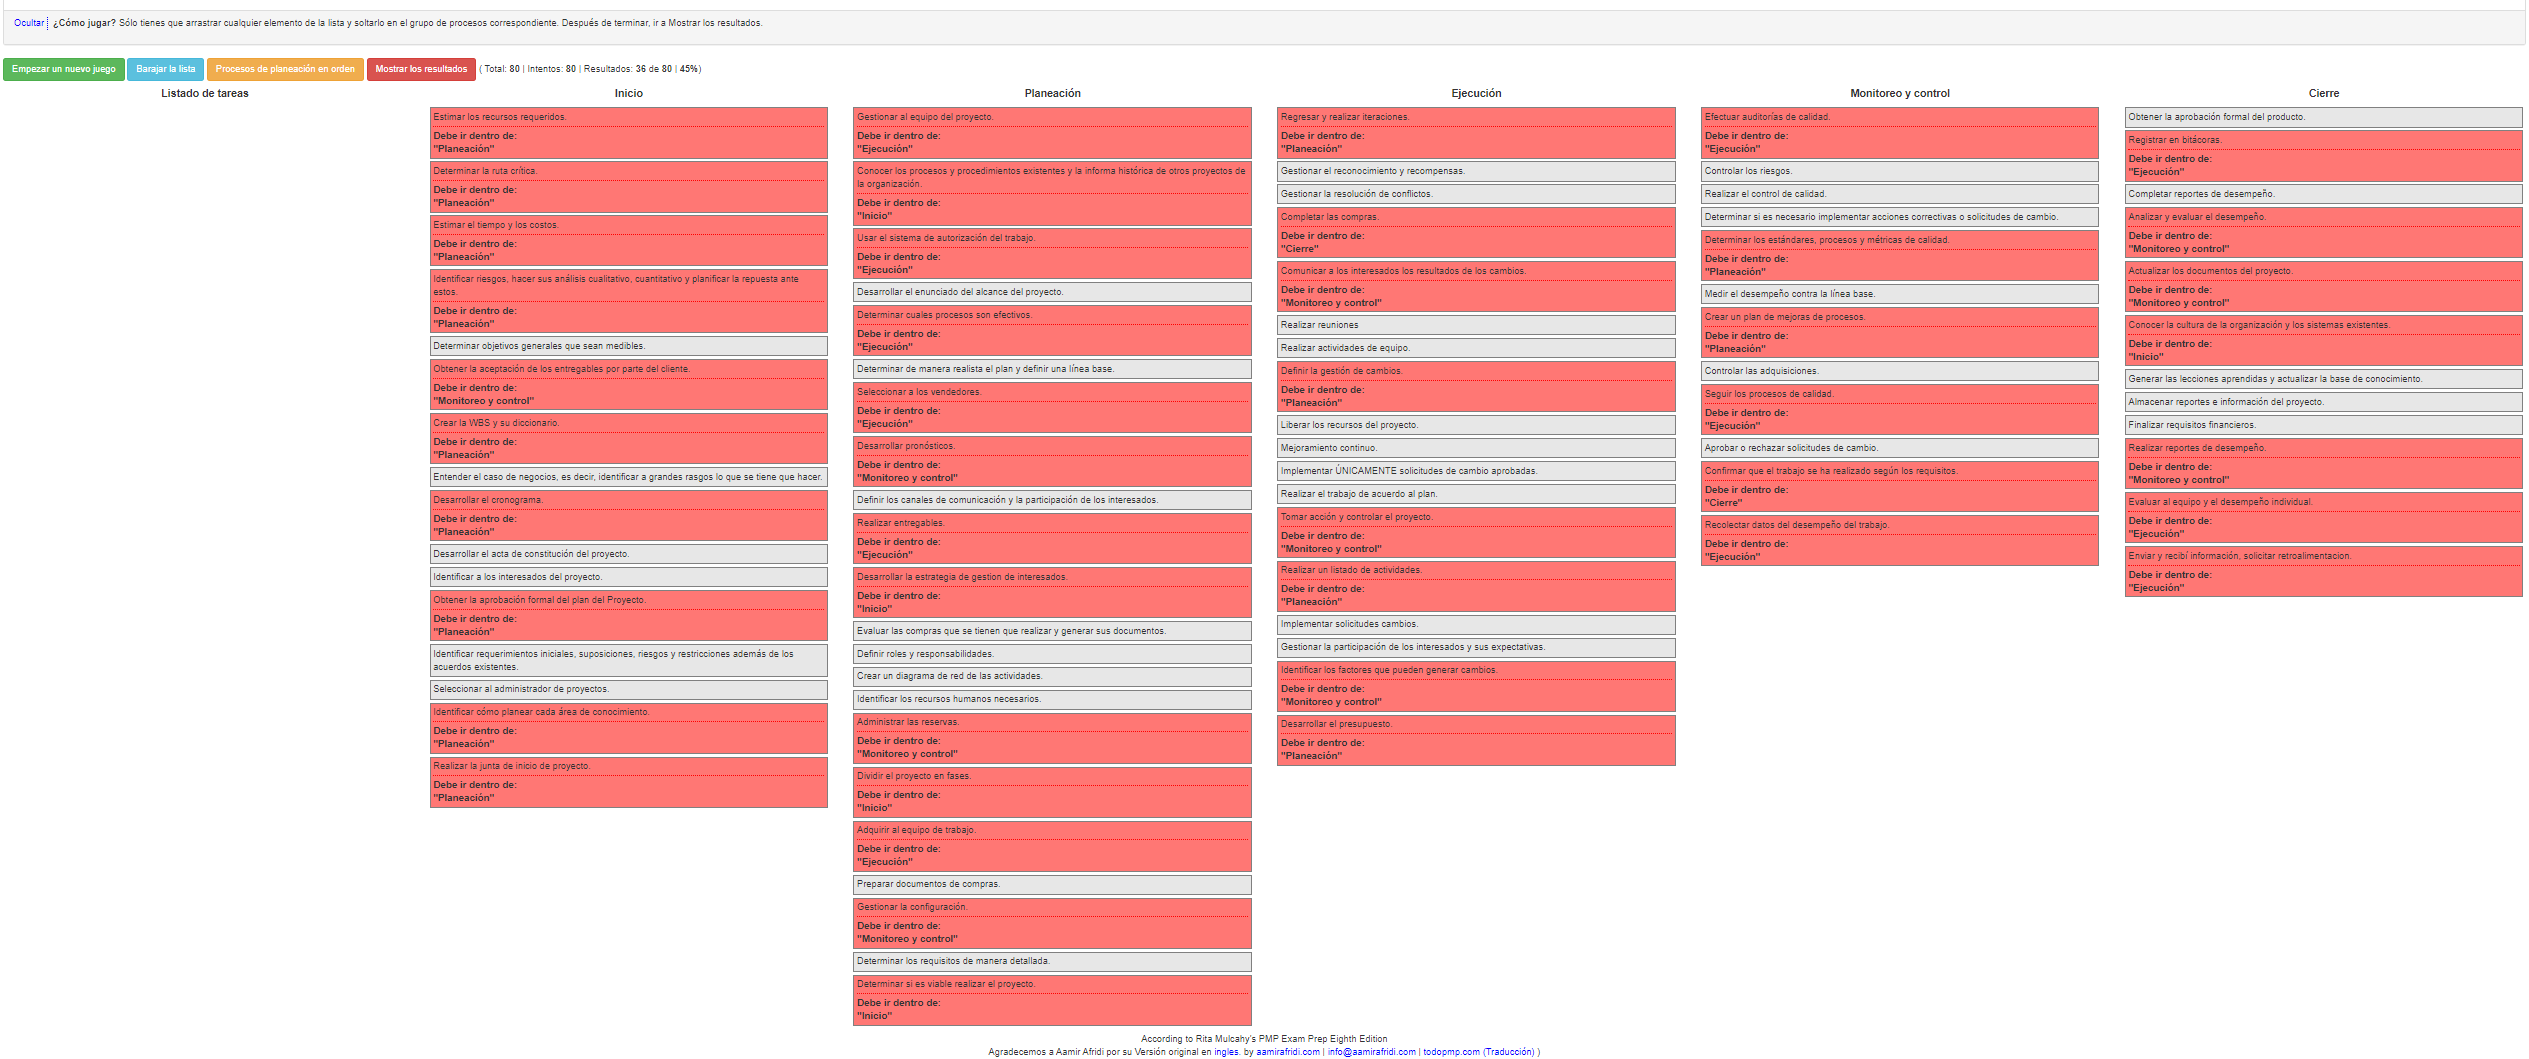 Ocultar ¿Cómo jugar? Sólo tienes que arrastrar cualquier elemento de la lista y soltarlo en el grupo de procesos correspondiente. Después de terminar, ir a Mostrar los resultados.
Empezar un nuevo juego Barajar la lista Procesos de planeación en orden Mostrar los resultados ( Total: 80 | Intentos: 80 | Resultados: 36 de 80 | 45%)
Listado de tareas
Inicio
Estimar los recursos requeridos.
Debe ir dentro de:
"Planeación"
Determinar la ruta crítica.
Debe ir dentro de:
"Planeación"
Estimar el tiempo y los costos.
Debe ir dentro de:
"Planeación"
Identificar riesgos, hacer sus análisis cualitativo, cuantitativo y planificar la repuesta ante
estos.
Debe ir dentro de:
"Planeación"
Determinar objetivos generales que sean medibles.
Obtener la aceptación de los entregables por parte del cliente.
Debe ir dentro de:
"Monitoreo y control"
Crear la WBS y su diccionario.
Debe ir dentro de:
"Planeación"
Entender el caso de negocios, es decir, identificar a grandes rasgos lo que se tiene que hacer.
Desarrollar el cronograma.
Debe ir dentro de:
"Planeación"
Desarrollar el acta de constitución del proyecto.
Identificar a los interesados del proyecto.
Obtener la aprobación formal del plan del Proyecto.
Debe ir dentro de:
"Planeación"
Identificar requerimientos iniciales, suposiciones, riesgos y restricciones además de los
acuerdos existentes.
Seleccionar al administrador de proyectos.
Identificar cómo planear cada área de conocimiento.
Debe ir dentro de:
"Planeación"
Realizar la junta de inicio de proyecto.
Debe ir dentro de:
"Planeación"
Planeación
Gestionar al equipo del proyecto.
Debe ir dentro de:
"Ejecución"
Conocer los procesos y procedimientos existentes y la informa histórica de otros proyectos de
la organización.
Debe ir dentro de:
"Inicio"
Usar el sistema de autorización del trabajo.
Debe ir dentro de:
"Ejecución"
Desarrollar el enunciado del alcance del proyecto.
Determinar cuales procesos son efectivos.
Debe ir dentro de:
"Ejecución"
Determinar de manera realista el plan y definir una línea base.
Seleccionar a los vendedores.
Debe ir dentro de:
"Ejecución"
Desarrollar pronósticos.
Debe ir dentro de:
"Monitoreo y control"
Definir los canales de comunicación y la participación de los interesados.
Realizar entregables.
Debe ir dentro de:
"Ejecución"
Desarrollar la estrategia de gestion de interesados.
Debe ir dentro de:
"Inicio"
Evaluar las compras que se tienen que realizar y generar sus documentos.
Definir roles y responsabilidades.
Crear un diagrama de red de las actividades.
Identificar los recursos humanos necesarios.
Administrar las reservas.
Debe ir dentro de:
"Monitoreo y control"
Dividir el proyecto en fases.
Debe ir dentro de:
"Inicio"
Adquirir al equipo de trabajo.
Debe ir dentro de:
"Ejecución"
Preparar documentos de compras.
Gestionar la configuración.
Debe ir dentro de:
"Monitoreo y control"
Determinar los requisitos de manera detallada.
Determinar si es viable realizar el proyecto.
Debe ir dentro de:
"Inicio"
Ejecución
Regresar y realizar iteraciones.
Debe ir dentro de:
"Planeación"
Gestionar el reconocimiento y recompensas.
Gestionar la resolución de conflictos.
Completar las compras.
Debe ir dentro de:
"Cierre"
Comunicar a los interesados los resultados de los cambios.
Debe ir dentro de:
"Monitoreo y control"
Realizar reuniones
Realizar actividades de equipo.
Definir la gestión de cambios.
Debe ir dentro de:
"Planeación"
Liberar los recursos del proyecto.
Mejoramiento continuo.
Implementar ÚNICAMENTE solicitudes de cambio aprobadas.
Realizar el trabajo de acuerdo al plan.
Tomar acción y controlar el proyecto.
Debe ir dentro de:
"Monitoreo y control"
Realizar un listado de actividades.
Debe ir dentro de:
"Planeación"
Implementar solicitudes cambios.
Gestionar la participación de los interesados y sus expectativas.
Identificar los factores que pueden generar cambios.
Debe ir dentro de:
"Monitoreo y control"
Desarrollar el presupuesto.
Debe ir dentro de:
"Planeación"
Monitoreo y control
Efectuar auditorías de calidad.
Debe ir dentro de:
"Ejecución"
Controlar los riesgos.
Realizar el control de calidad.
Determinar si es necesario implementar acciones correctivas o solicitudes de cambio.
Determinar los estándares, procesos y métricas de calidad.
Debe ir dentro de:
"Planeación"
Medir el desempeño contra la línea base.
Crear un plan de mejoras de procesos.
Debe ir dentro de:
"Planeación"
Controlar las adquisiciones.
Seguir los procesos de calidad.
Debe ir dentro de:
"Ejecución"
Aprobar o rechazar solicitudes de cambio.
Confirmar que el trabajo se ha realizado según los requisitos.
Debe ir dentro de:
"Cierre"
Recolectar datos del desempeño del trabajo.
Debe ir dentro de:
"Ejecución"
Cierre
Obtener la aprobación formal del producto.
Registrar en bitácoras.
Debe ir dentro de:
"Ejecución"
Completar reportes de desempeño.
Analizar y evaluar el desempeño.
Debe ir dentro de:
"Monitoreo y control"
Actualizar los documentos del proyecto.
Debe ir dentro de:
"Monitoreo y control"
Conocer la cultura de la organización y los sistemas existentes.
Debe ir dentro de:
"Inicio"
Generar las lecciones aprendidas y actualizar la base de conocimiento.
Almacenar reportes e información del proyecto.
Finalizar requisitos financieros.
Realizar reportes de desempeño.
Debe ir dentro de:
"Monitoreo y control"
Evaluar al equipo y el desempeño individual.
Debe ir dentro de:
"Ejecución"
Enviar y recibí información, solicitar retroalimentacion.
Debe ir dentro de:
"Ejecución"
According to Rita Mulcahy's PMP Exam Prep Eighth Edition
Agradecemos a Aamir Afridi por su Versión original en ingles. by aamirafridi.com | info@aamirafridi.com | todopmp.com (Traducción) )